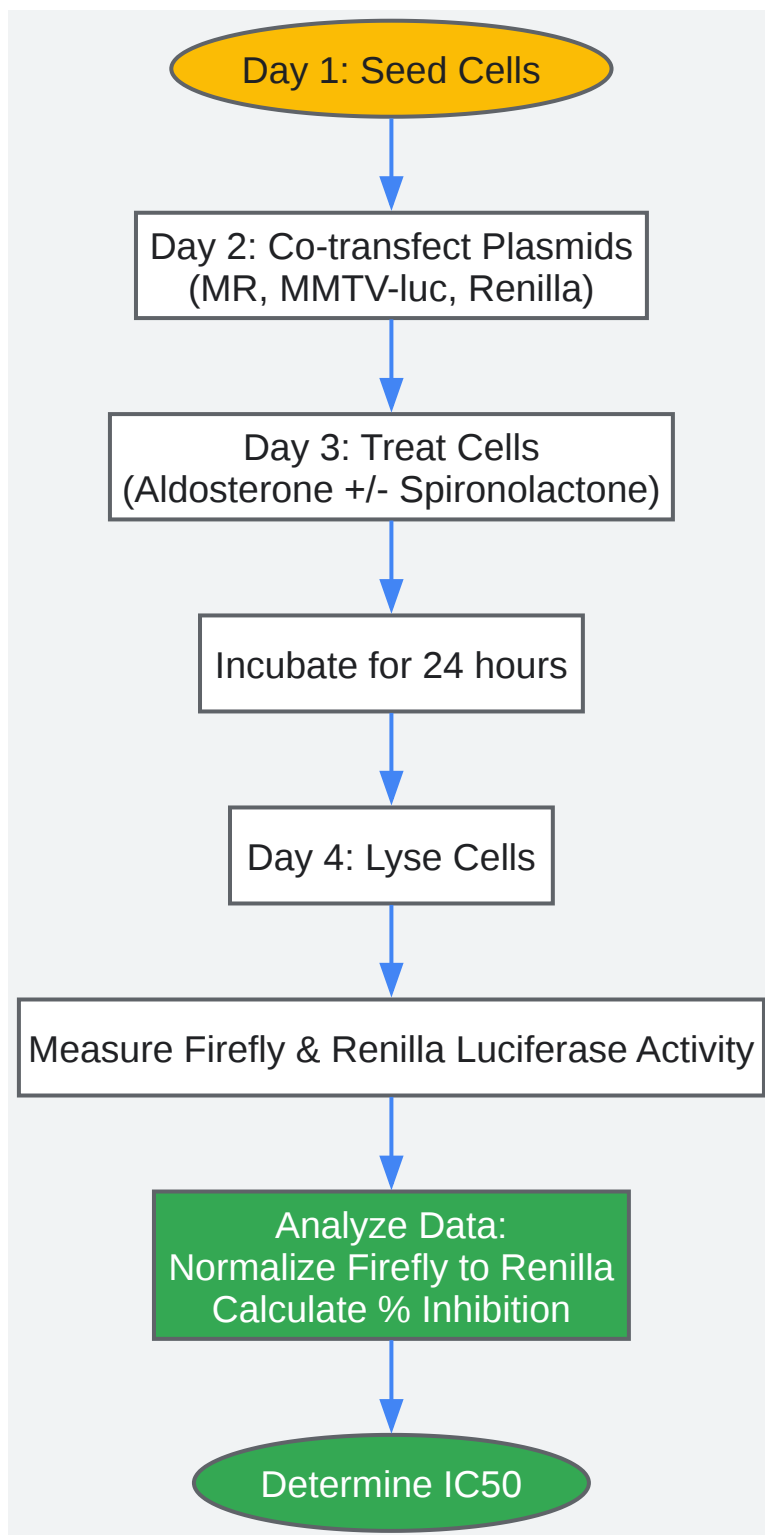 Day 1: Seed Cells
Day 2: Co-transfect Plasmids
(MR, MMTV-luc, Renilla)
Day 3: Treat Cells
(Aldosterone +/- Spironolactone)
Incubate for 24 hours
Day 4: Lyse Cells
Measure Firefly & Renilla Luciferase Activity
Analyze Data:
Normalize Firefly to Renilla
Calculate % Inhibition
Determine IC50